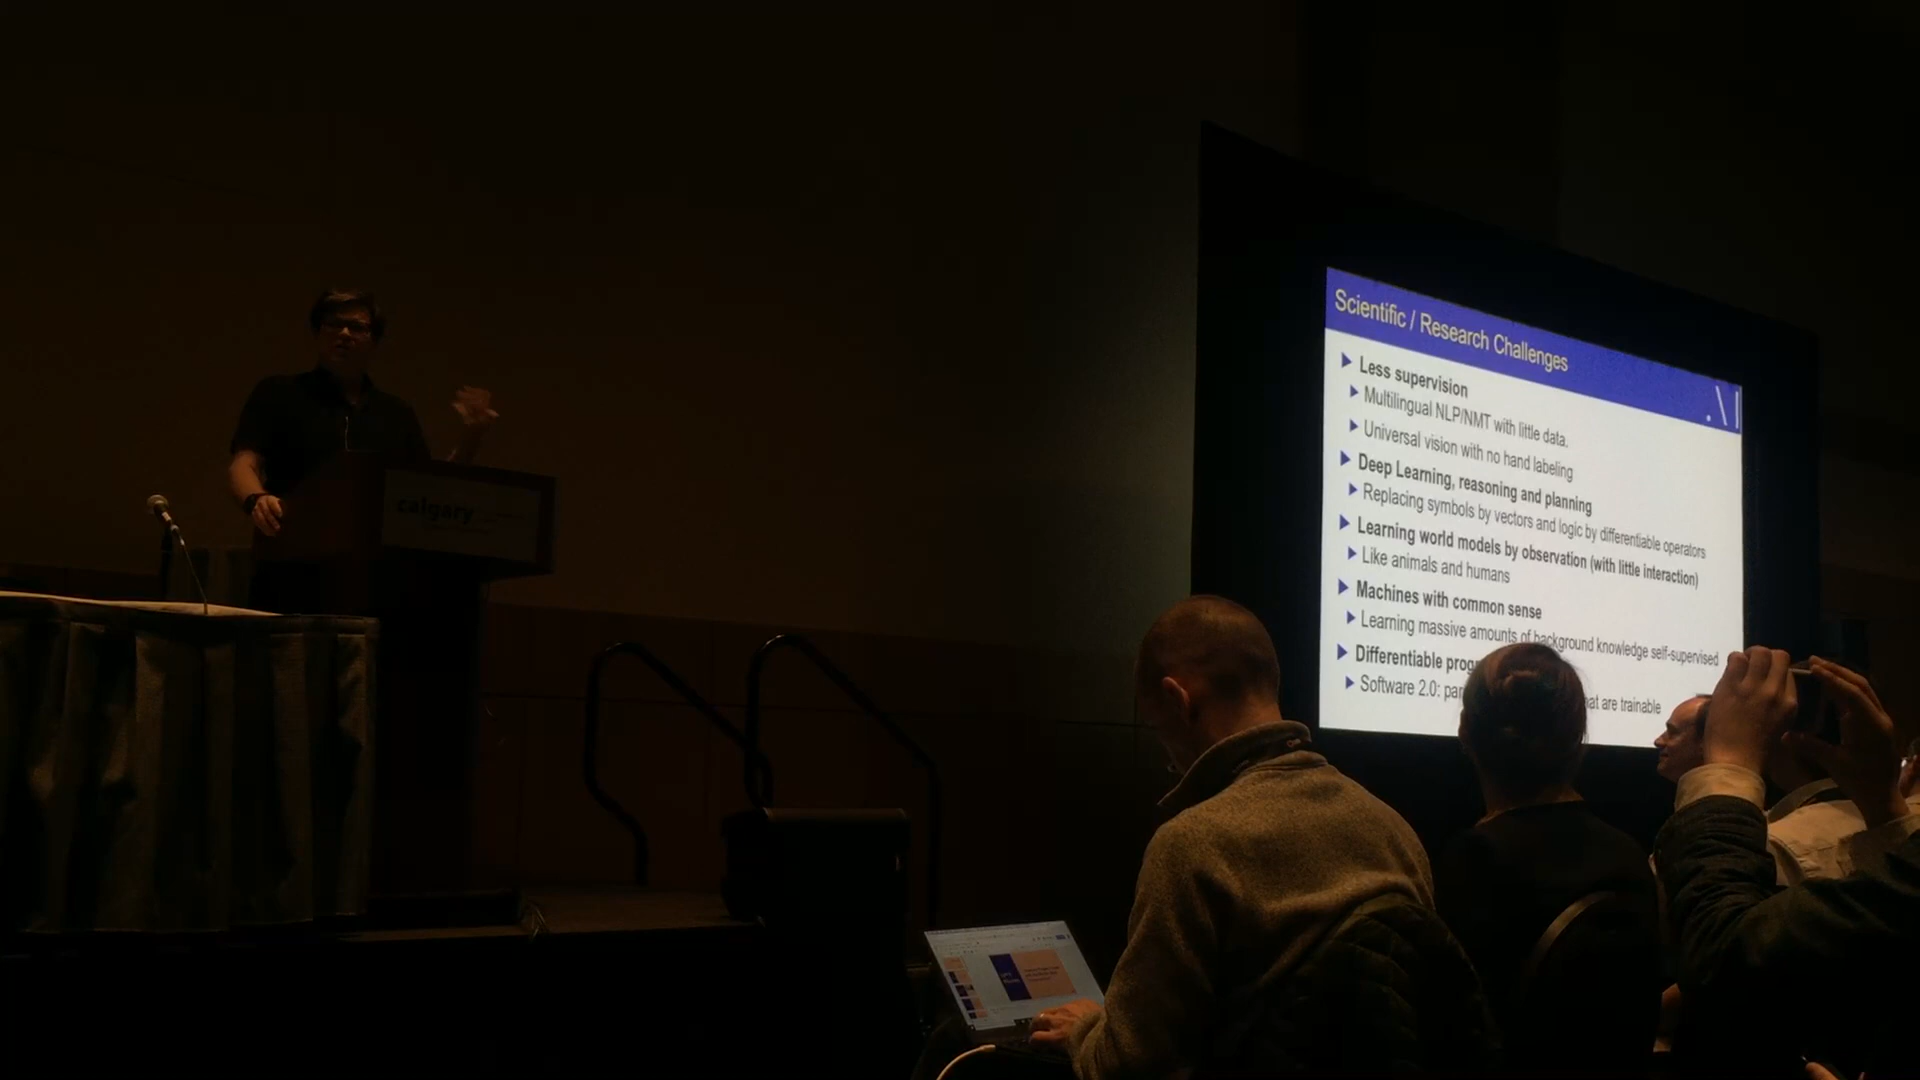 Scientific / Research Challenges
Less supervision
Multilingual NLP/NMT with little data.
Universal vision with no hand labeling
Deep Learning, reasoning and planning
Replacing symbols by vectors and logic by differentiable operators
Learning world models by observation (with little interaction)
Like animals and humans
Machines with common sense
Learning massive amounts of background knowledge self-supervised
Differentiable
Software 2.0: are trainable
calgary